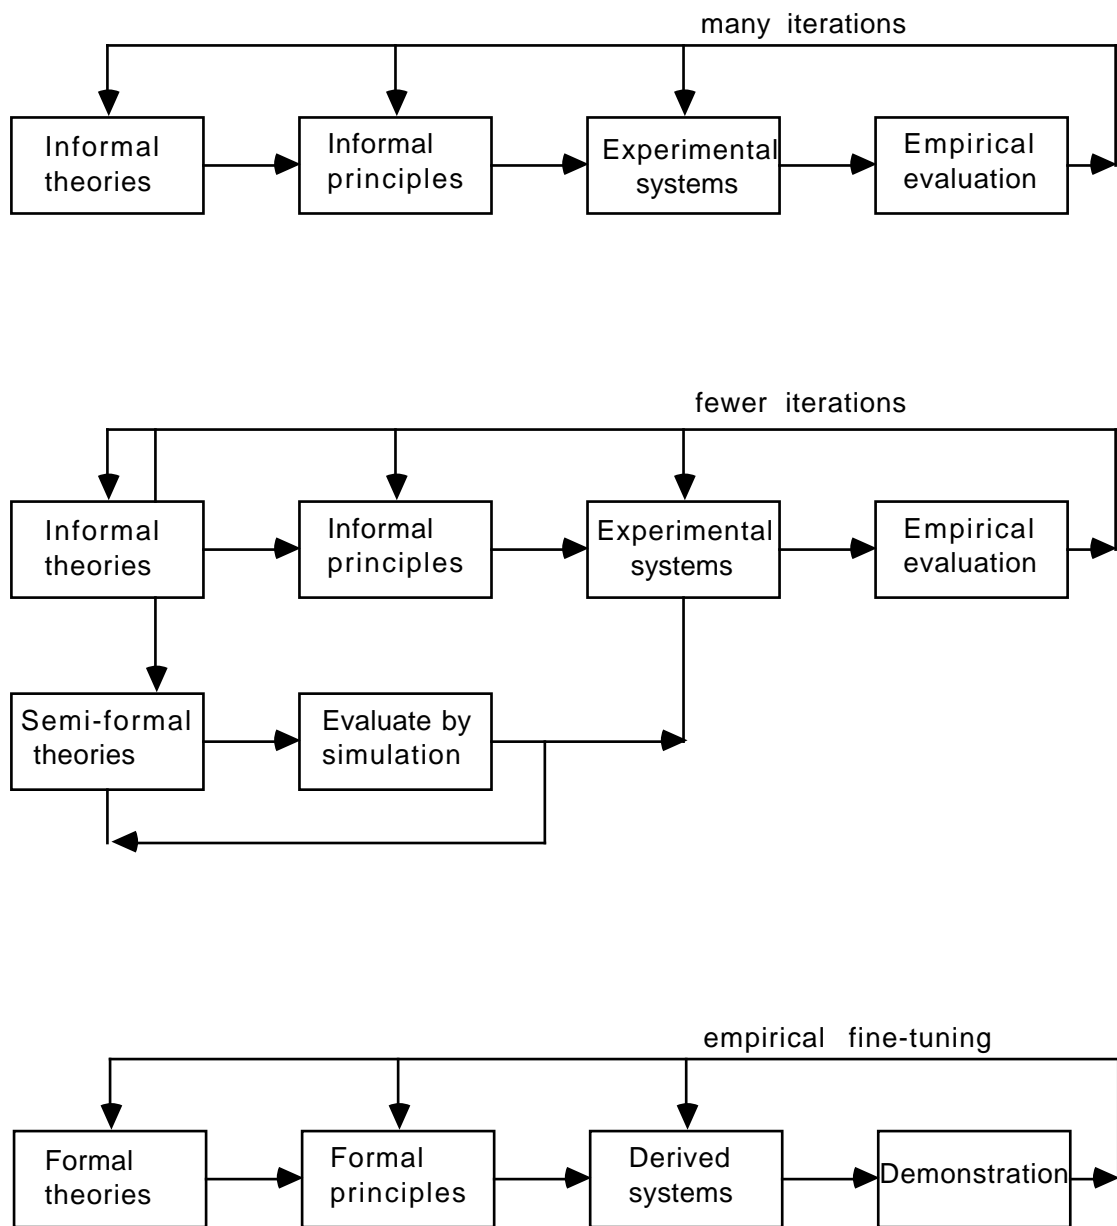 many iterations
Informal
theories
Informal
principles
Experimental
systems
Empirical
evaluation
fewer iterations
Informal
theories
Informal
principles
Experimental
systems
Empirical
evaluation
Semi-formal
theories
Evaluate by
simulation
empirical fine-tuning
Formal
theories
Formal
principles
Derived
systems
Demonstration